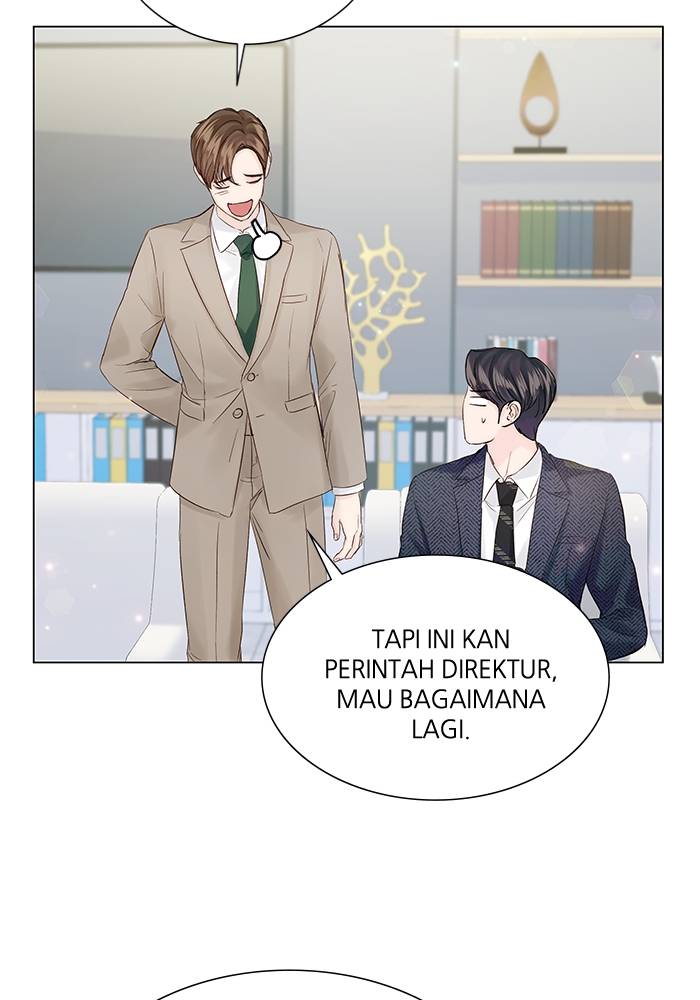 TAPI INI KAN
PERINTAH DIREKTUR,
MAU BAGAIMANA
LAGI.